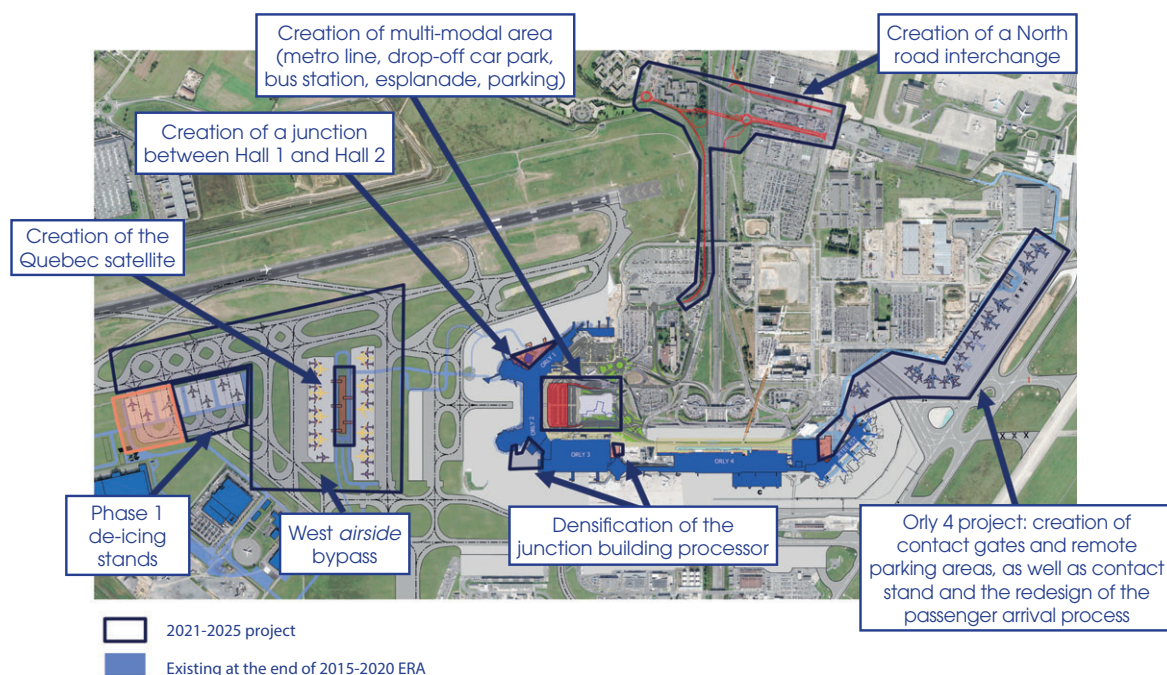 Creation of multi-modal area
(metro line, drop-off car park,
bus station, esplanade, parking)
Creation of a North
road interchange
Creation of a junction
between Hall 1 and Hall 2
Creation of the
Quebec satellite
ORLY 1
ORLY 2
ORLY 3
ORLY 4
Phase 1
de-icing
stands
West airside
bypass
Densification of the
junction building processor
Orly 4 project: creation of
contact gates and remote
parking areas, as well as contact
stand and the redesign of the
passenger arrival process
2021-2025 project
Existing at the end of 2015-2020 ERA